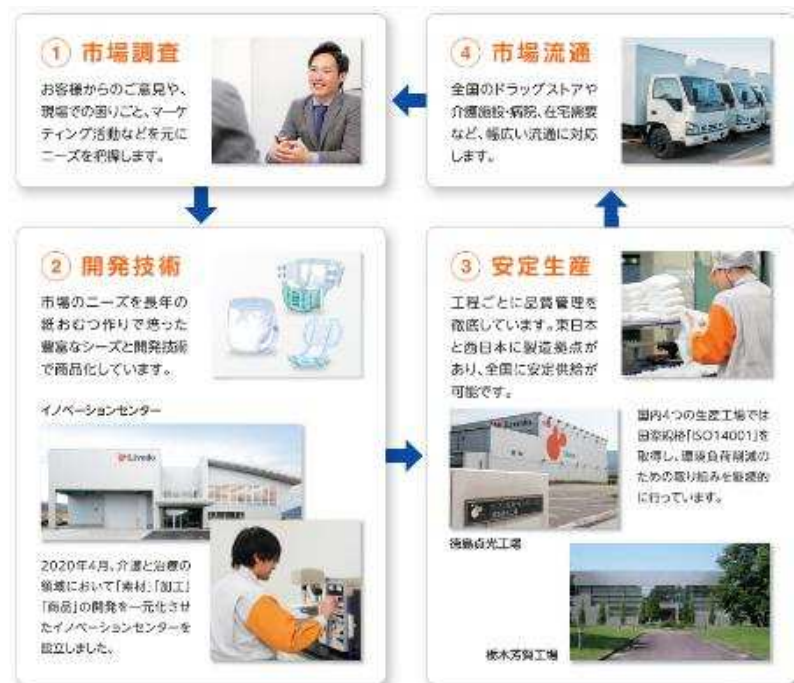 1 市場調査
お客様からのご意見や、
現場での困りごと、マーケ
ティング活動などを元に
ニーズを把握します。
2 開発技術
市場のニーズを長年の
紙おむつ作りで培った
豊富なシーズと開発技術
で商品化しています。
イノベーションセンター
Livedo
2020年4月、介護と治療の
領域において「素材」「加工」
「商品」の開発を一元化させ
たイノベーションセンターを
設立しました。
3 安定生産
工程ごとに品質管理を
徹底しています。東日本
と西日本に製造拠点が
あり、全国に安定供給が
可能です。
Livedo
国内4つの生産工場では
国際規格「ISO14001」を
取得し、環境負荷削減の
ための取り組みを継続的
に行っています。
徳島貞光工場
栃木芳賀工場
4 市場流通
全国のドラッグストアや
介護施設・病院、在宅需要
など、幅広い流通に対応
します。